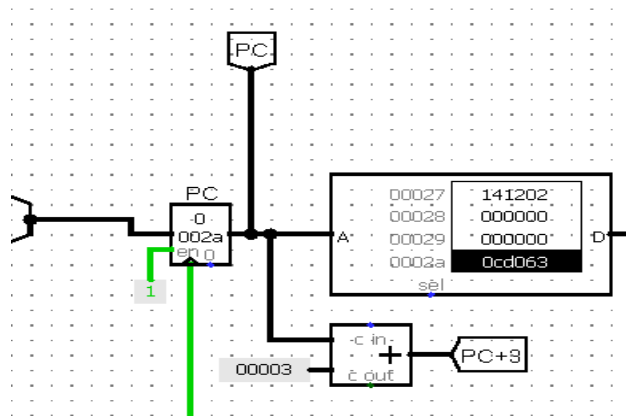 PC
PC
0
002a
en 0
1
00027 141202
00028 000000
00029 000000
0002a 0cd063
A
D
sel
c in
+
c out
00003
PC+3